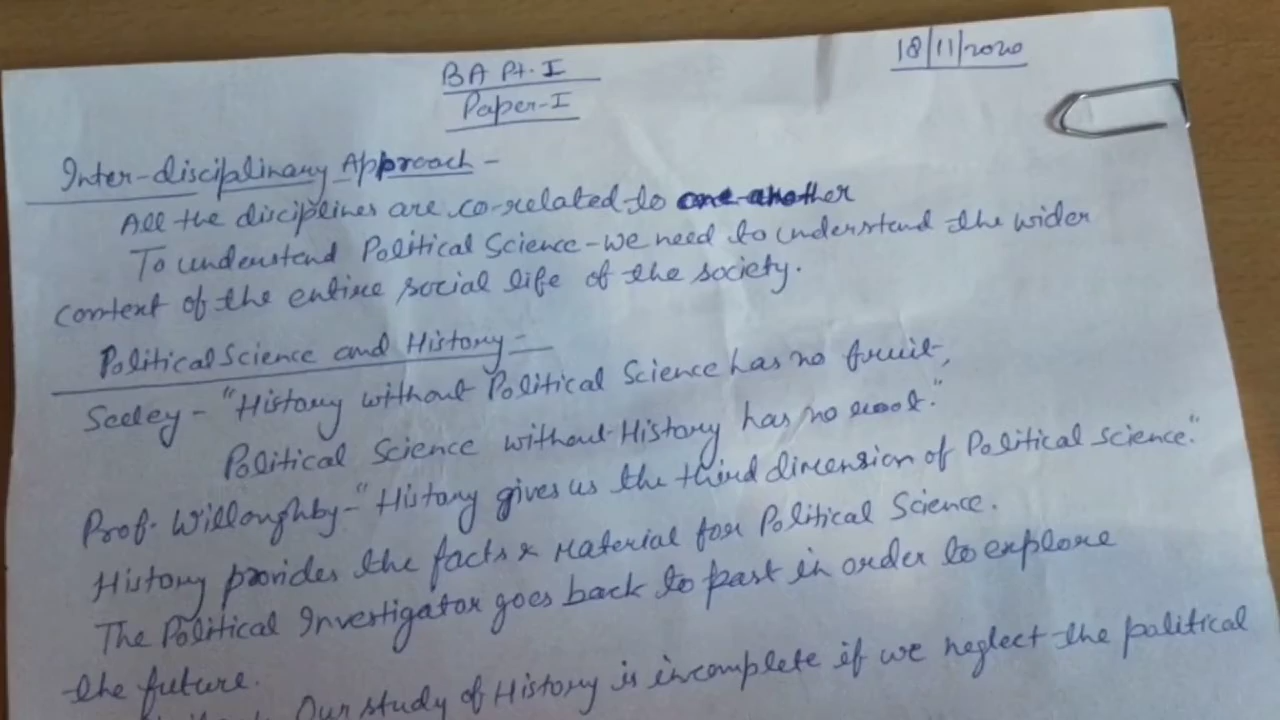 BA Pt. I
18/11/2020
Paper-I
Inter-disciplinary Approach -
All the disciplines are co-related to one another
To understand Political Science - we need to understand the wider
context of the entire social life of the society.
Political Science and History -
Seeley - "History without Political Science has no fruit,
Political Science without History has no root."
Prof. Willoughby - "History gives us the third dimension of Political Science."
History provides the facts & material for Political Science.
The Political Investigator goes back to past in order to explore
the future.
Our study of History is incomplete if we neglect the political